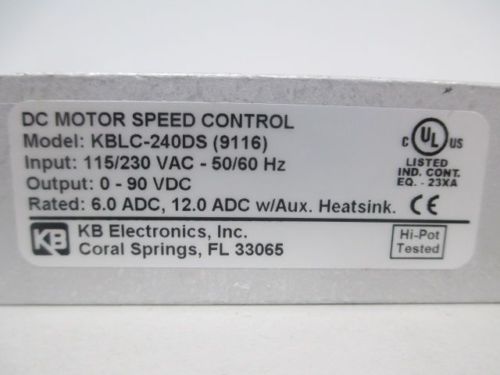 DC MOTOR SPEED CONTROL
Model: KBLC-240DS (9116)
Input: 115/230 VAC - 50/60 Hz
Output: 0 - 90 VDC
Rated: 6.0 ADC, 12.0 ADC w/Aux. Heatsink. CE
KB
KB Electronics, Inc.
Coral Springs, FL 33065
C UL US
LISTED
IND. CONT.
EQ. - 23XA
Hi-Pot
Tested